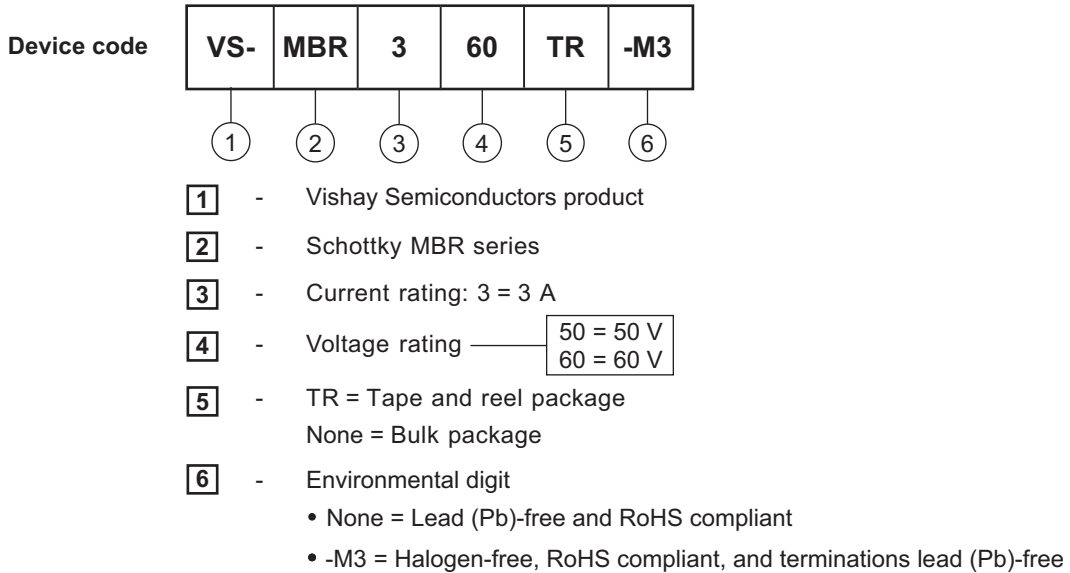 Device code VS- MBR 3 60 TR -M3
1 2 3 4 5 6
1 - Vishay Semiconductors product
2 - Schottky MBR series
3 - Current rating: 3 = 3 A
4 - Voltage rating 50 = 50 V
60 = 60 V
5 - TR = Tape and reel package
None = Bulk package
6 - Environmental digit
• None = Lead (Pb)-free and RoHS compliant
• -M3 = Halogen-free, RoHS compliant, and terminations lead (Pb)-free